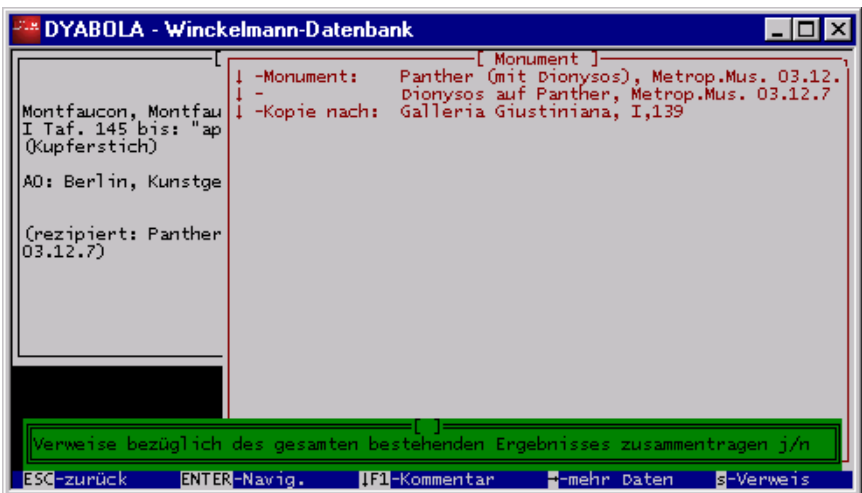 DYABOLA - Winckelmann-Datenbank
[ Monument ]
↓ -Monument: Panther (mit Dionysos), Metrop.Mus. 03.12.
↓ - Dionysos auf Panther, Metrop.Mus. 03.12.7
↓ -Kopie nach: Galleria Giustiniana, I,139
Montfaucon, Montfau
I Taf. 145 bis: "ap
(Kupferstich)
AO: Berlin, Kunstge
(rezipiert: Panther
03.12.7)
[ ]
Verweise bezüglich des gesamten bestehenden Ergebnisses zusammentragen j/n
ESC-zurück ENTER-Navig. ↓F1-Kommentar →-mehr Daten s-Verweis